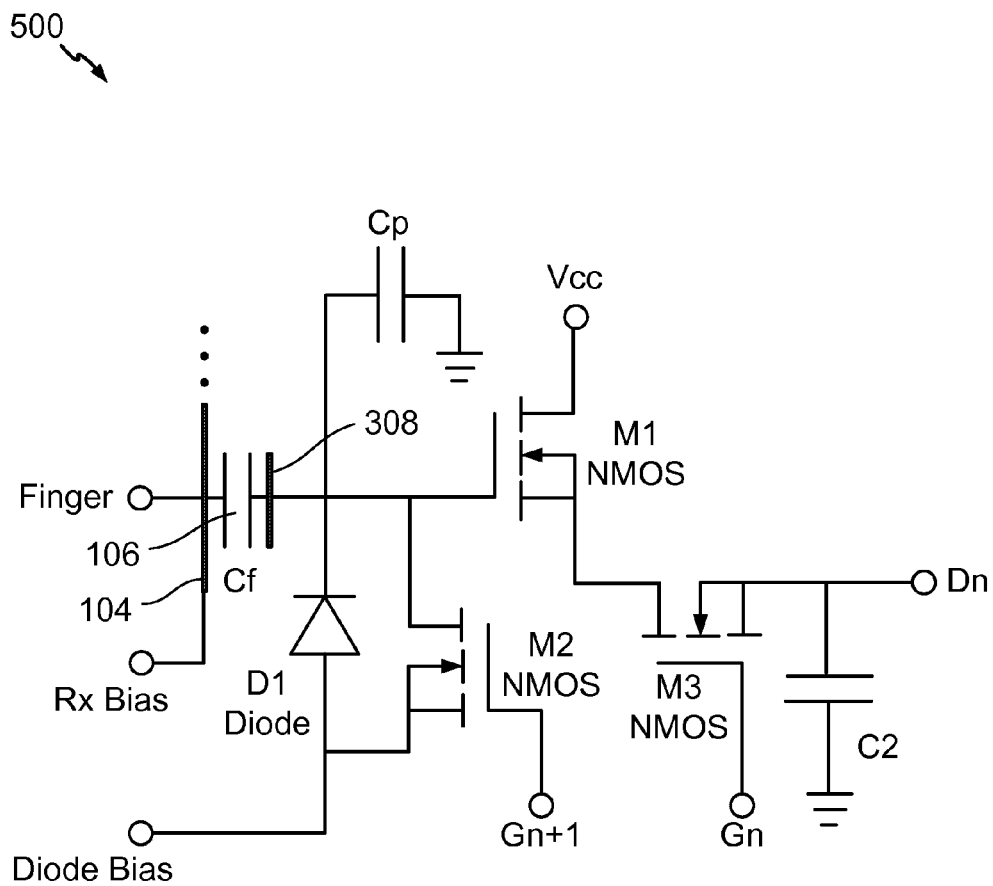 500
Cp
Vcc
308
M1
NMOS
Finger
106
Cf
104
Dn
Rx Bias
D1
Diode
M2
NMOS
M3
NMOS
C2
Gn+1
Gn
Diode Bias